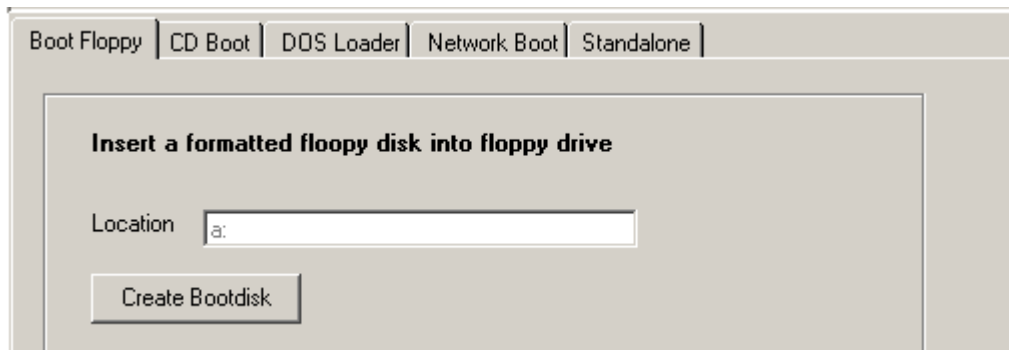 Boot Floppy CD Boot DOS Loader Network Boot Standalone
Insert a formatted floopy disk into floppy drive
Location a:
Create Bootdisk